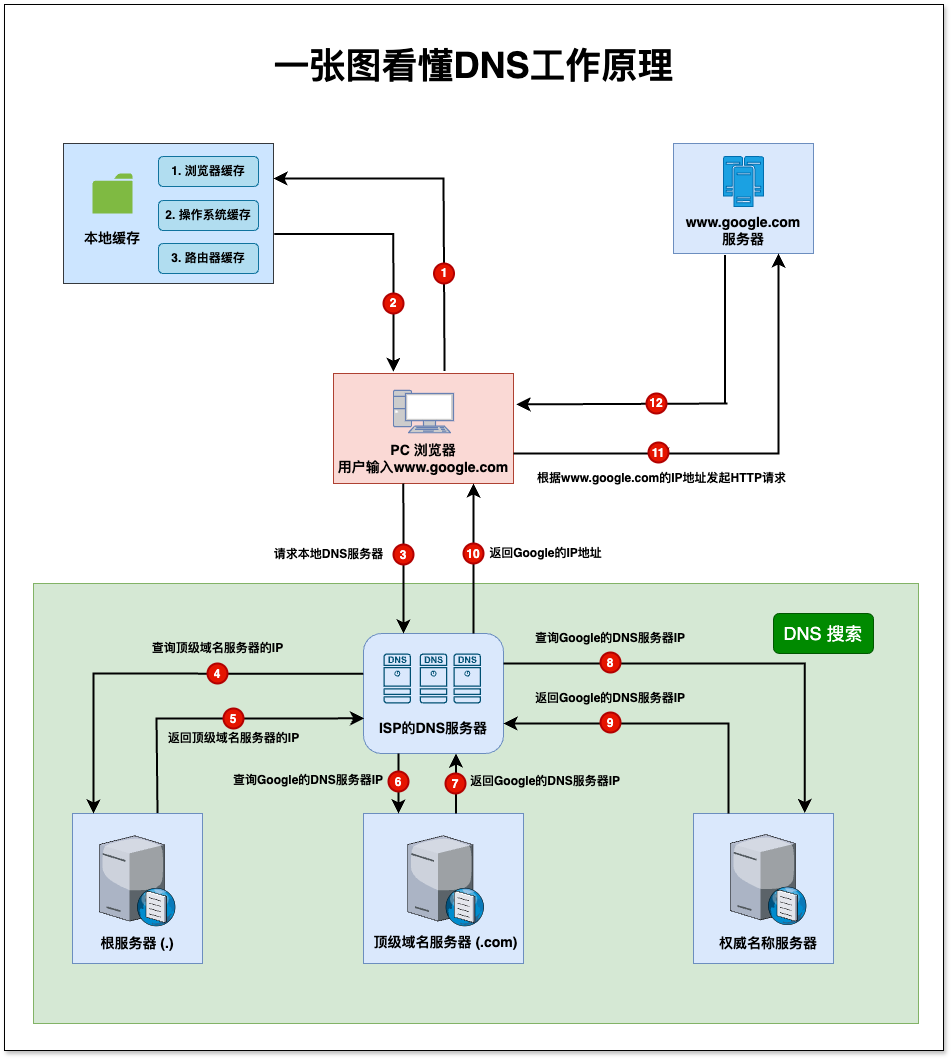 一张图看懂DNS工作原理
本地缓存
1. 浏览器缓存
2. 操作系统缓存
3. 路由器缓存
www.google.com
服务器
1
2
12
11
PC 浏览器
用户输入www.google.com
根据www.google.com的IP地址发起HTTP请求
请求本地DNS服务器
3
10
返回Google的IP地址
DNS 搜索
查询顶级域名服务器的IP
4
5
返回顶级域名服务器的IP
DNS
DNS
DNS
ISP的DNS服务器
查询Google的DNS服务器IP
8
返回Google的DNS服务器IP
9
查询Google的DNS服务器IP
6
7
返回Google的DNS服务器IP
根服务器 (.)
顶级域名服务器 (.com)
权威名称服务器